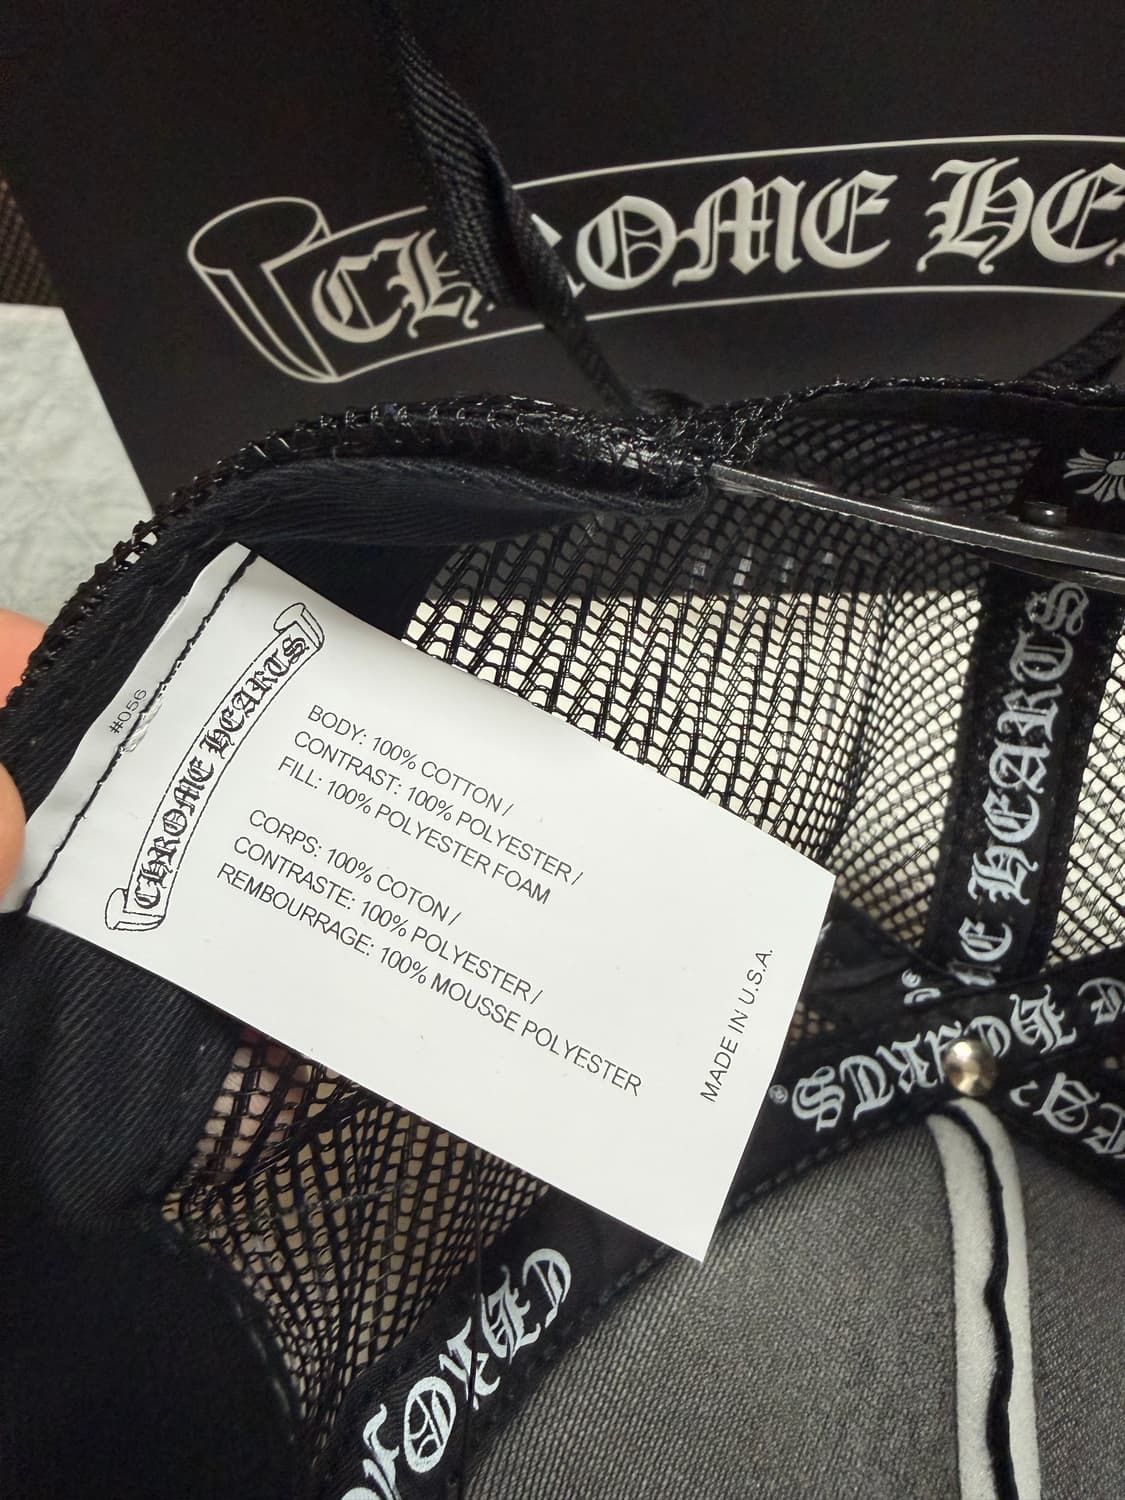 CHROME HEA
#056
CHROME HEARTS
BODY: 100% COTTON /
CONTRAST: 100% POLYESTER /
FILL: 100% POLYESTER FOAM
CORPS: 100% COTON /
CONTRASTE: 100% POLYESTER /
REMBOURRAGE: 100% MOUSSE POLYESTER
MADE IN U.S.A.
HEARTS
HEARTS®